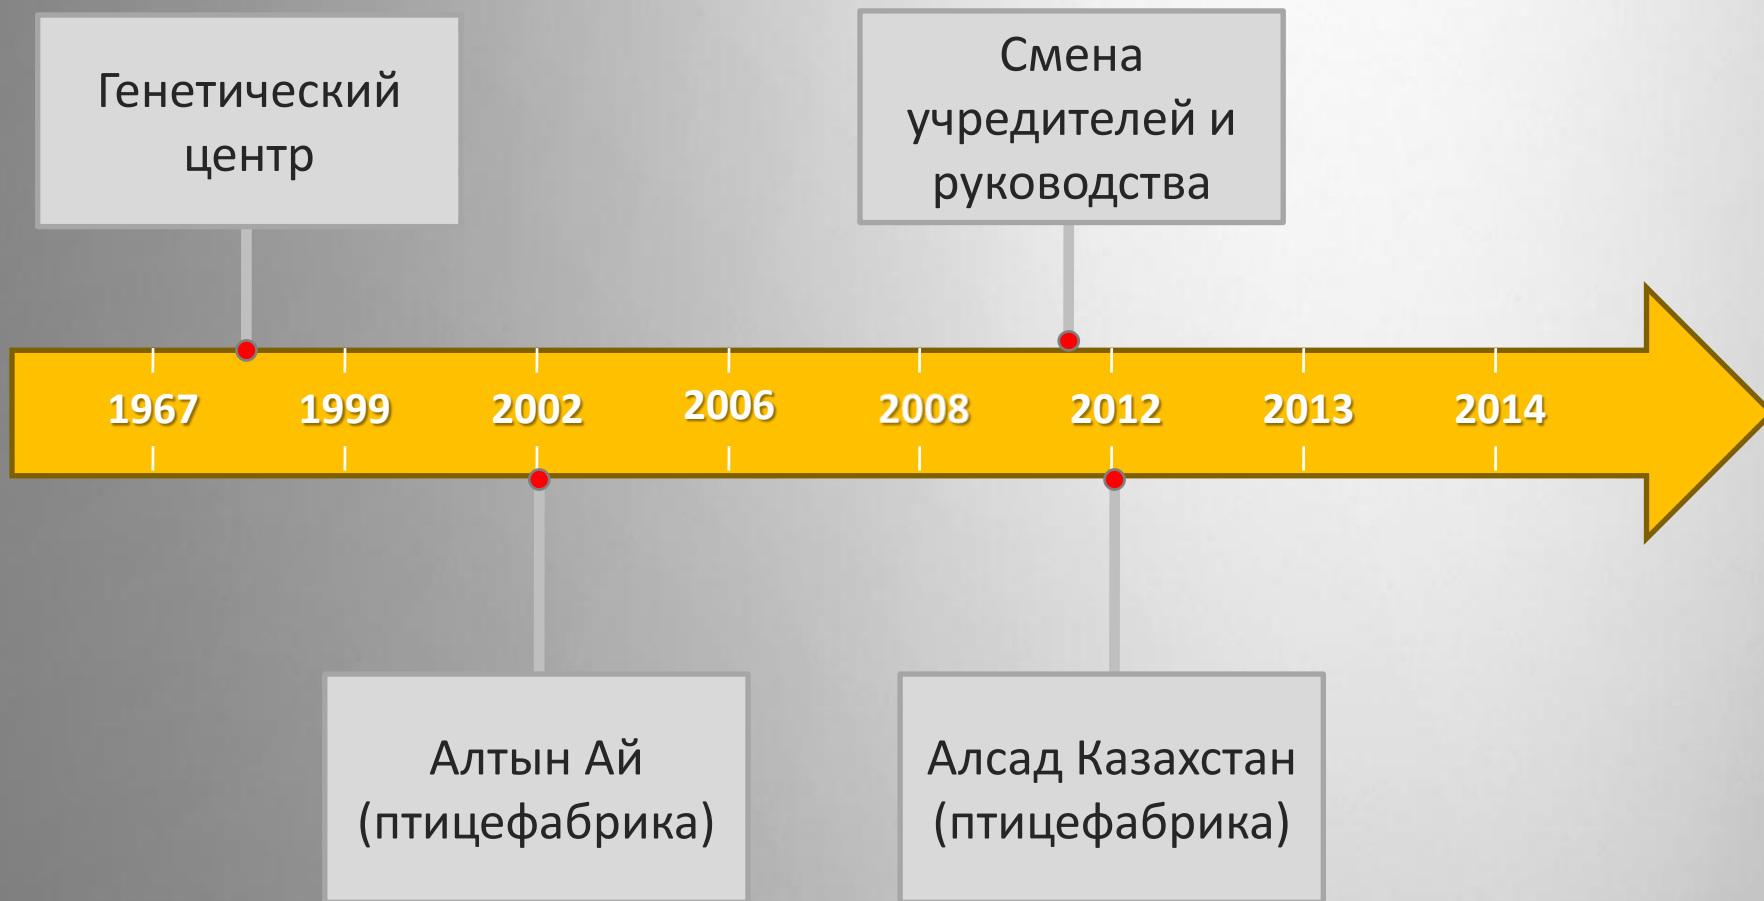 Генетический
центр
Смена
учредителей и
руководства
1967 1999 2002 2006 2008 2012 2013 2014
Алтын Ай
(птицефабрика)
Алсад Казахстан
(птицефабрика)